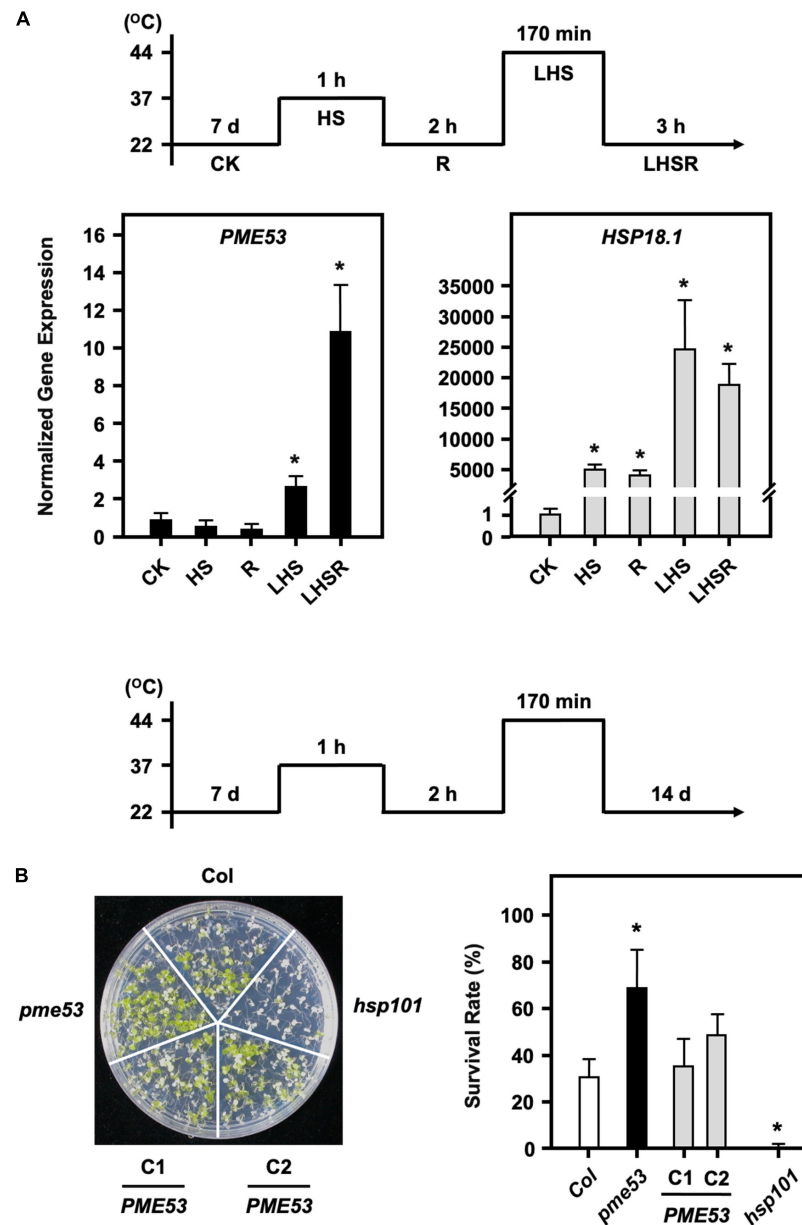 A
(°C)
44
37
22
7 d
CK
1 h
HS
2 h
R
170 min
LHS
3 h
LHSR
Normalized Gene Expression
PME53
16
14
12
10
8
6
4
2
0
*
*
CK
HS
R
LHS
LHSR
HSP18.1
35000
30000
25000
20000
15000
10000
5000
1
0
*
*
*
*
CK
HS
R
LHS
LHSR
(°C)
44
37
22
7 d
1 h
2 h
170 min
14 d
B
Col
pme53
hsp101
C1
PME53
C2
PME53
Survival Rate (%)
100
80
60
40
20
0
*
*
Col
pme53
C1 C2
PME53
hsp101